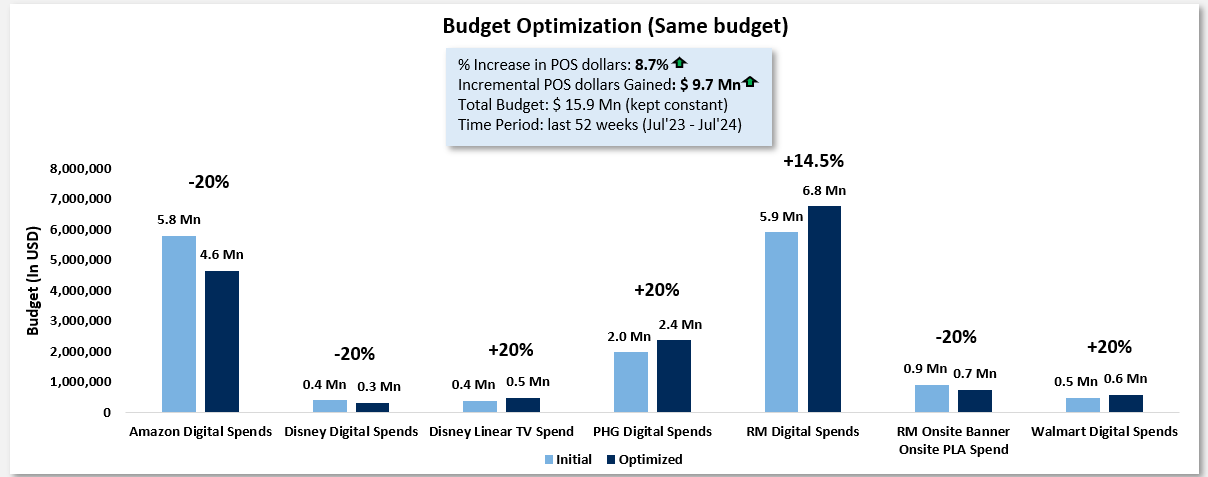 Budget Optimization (Same budget)
% Increase in POS dollars: 8.7%
Incremental POS dollars Gained: $ 9.7 Mn
Total Budget: $ 15.9 Mn (kept constant)
Time Period: last 52 weeks (Jul'23 - Jul'24)
Budget (In USD)
8,000,000
7,000,000
6,000,000
5,000,000
4,000,000
3,000,000
2,000,000
1,000,000
0
-20%
5.8 Mn
4.6 Mn
-20%
0.4 Mn
0.3 Mn
+20%
0.4 Mn
0.5 Mn
+20%
2.0 Mn
2.4 Mn
+14.5%
5.9 Mn
6.8 Mn
-20%
0.9 Mn
0.7 Mn
+20%
0.5 Mn
0.6 Mn
Amazon Digital Spends
Disney Digital Spends
Disney Linear TV Spend
PHG Digital Spends
RM Digital Spends
RM Onsite Banner
Onsite PLA Spend
Walmart Digital Spends
Initial
Optimized